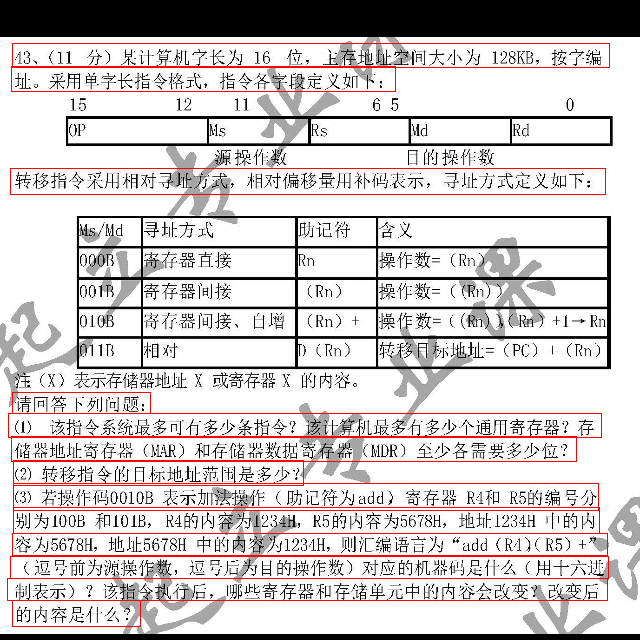 43、(11 分)某计算机字长为 16 位，主存地址空间大小为 128KB，按字编
址。采用单字长指令格式，指令各字段定义如下：
15 12 11 6 5 0
OP Ms Rs Md Rd
源操作数 目的操作数
转移指令采用相对寻址方式，相对偏移量用补码表示，寻址方式定义如下：
Ms/Md 寻址方式 助记符 含义
000B 寄存器直接 Rn 操作数=（Rn）
001B 寄存器间接 （Rn） 操作数=（(Rn)）
010B 寄存器间接、自增 （Rn）+ 操作数=（(Rn)）,(Rn)+1→Rn
011B 相对 D（Rn） 转移目标地址=（PC）+（Rn）
注（X）表示存储器地址 X 或寄存器 X 的内容。
请回答下列问题：
⑴ 该指令系统最多可有多少条指令？该计算机最多有多少个通用寄存器？存
储器地址寄存器（MAR）和存储器数据寄存器（MDR）至少各需要多少位？
⑵ 转移指令的目标地址范围是多少？
⑶ 若操作码0010B 表示加法操作（助记符为add）寄存器 R4和 R5的编号分
别为100B 和101B，R4的内容为1234H，R5的内容为5678H，地址1234H 中的内
容为5678H，地址5678H 中的内容为1234H，则汇编语言为“add（R4）（R5）+”
（逗号前为源操作数，逗号后为目的操作数）对应的机器码是什么（用十六进
制表示）？该指令执行后，哪些寄存器和存储单元中的内容会改变？改变后
的内容是什么？
起立专业课
起立专业课